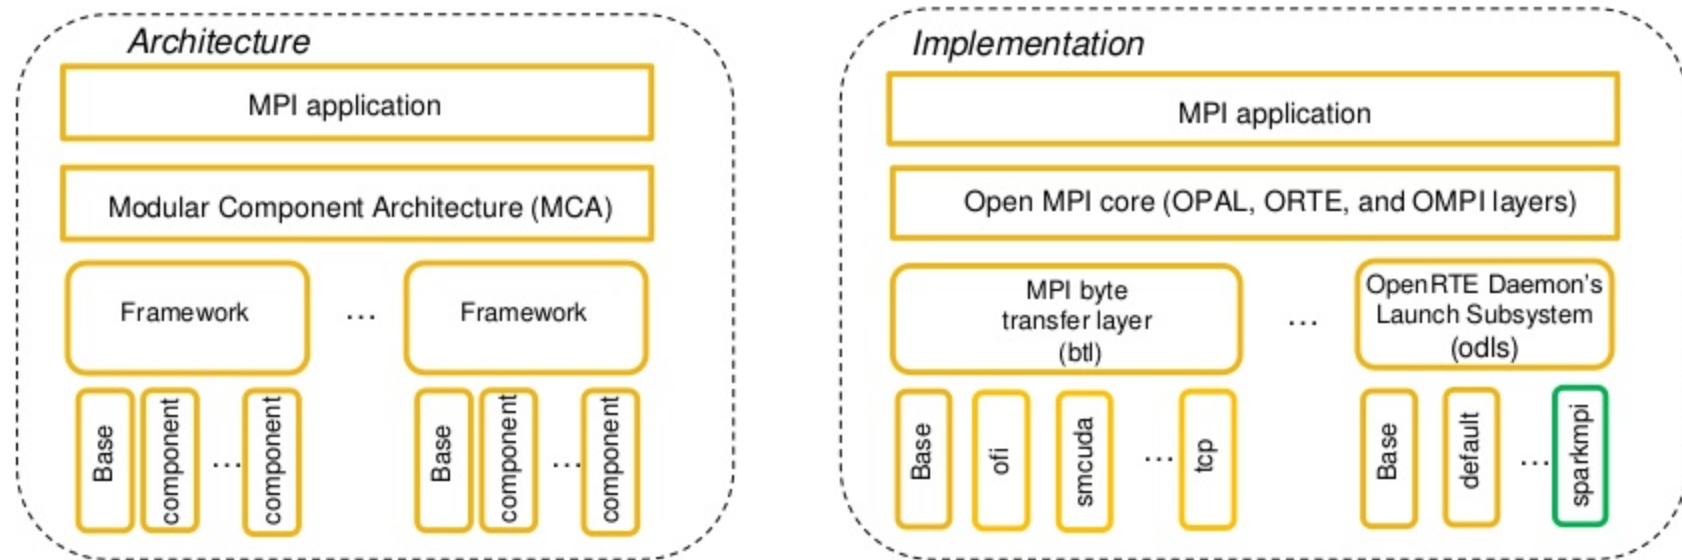 Architecture
MPI application
Modular Component Architecture (MCA)
Framework
...
Framework
Base
component
...
component
Base
component
...
component
Implementation
MPI application
Open MPI core (OPAL, ORTE, and OMPI layers)
MPI byte
transfer layer
(btl)
...
OpenRTE Daemon's
Launch Subsystem
(odls)
Base
ofi
smcuda
...
tcp
Base
default
...
sparkmpi